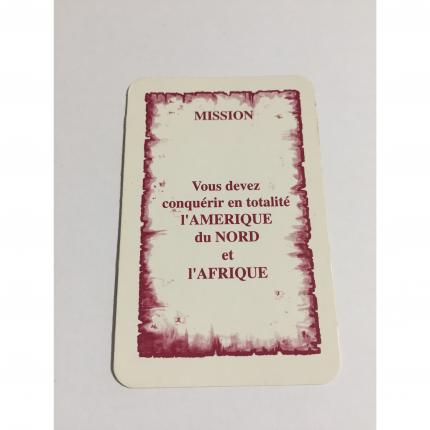 MISSION
Vous devez
conquérir en totalité
l'AMERIQUE
du NORD
et
l'AFRIQUE